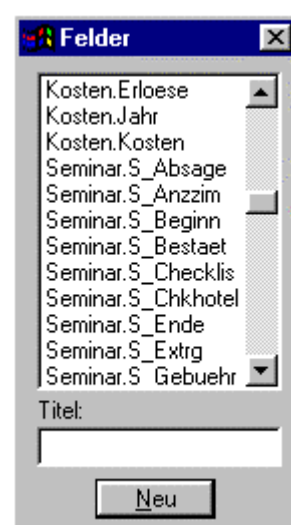 Felder
Kosten.Erloese
Kosten.Jahr
Kosten.Kosten
Seminar.S_Absage
Seminar.S_Anzzim
Seminar.S_Beginn
Seminar.S_Bestaet
Seminar.S_Checklis
Seminar.S_Chkhotel
Seminar.S_Ende
Seminar.S_Extrg
Seminar.S_Gebuehr
Titel:
Neu